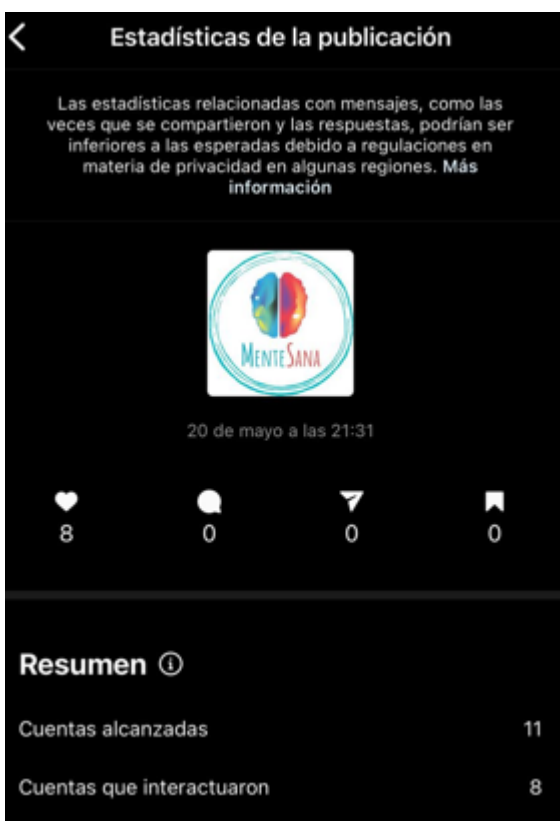 Estadísticas de la publicación
Las estadísticas relacionadas con mensajes, como las
veces que se compartieron y las respuestas, podrían ser
inferiores a las esperadas debido a regulaciones en
materia de privacidad en algunas regiones. Más
información
MENTESANA
20 de mayo a las 21:31
8 0 0 0
Resumen
Cuentas alcanzadas 11
Cuentas que interactuaron 8